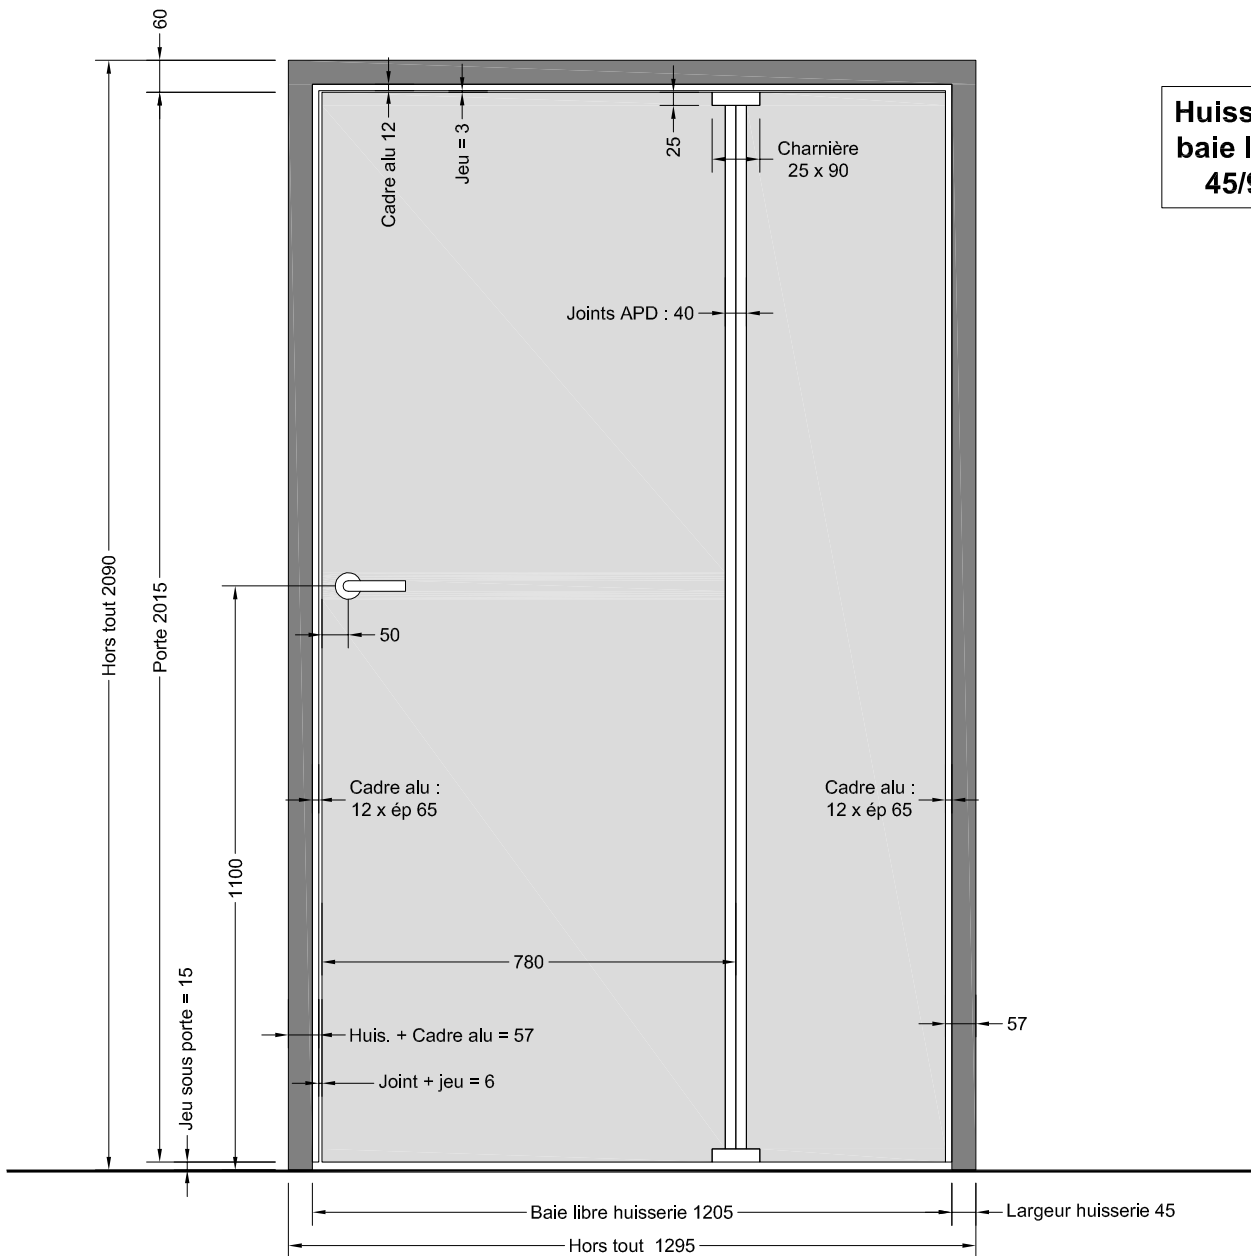 60
Cadre alu 12
Jeu = 3
25
Charnière
25 x 90
45/
Joints APD : 40
Hors tout 2090
Porte 2015
50
Cadre alu :
12 x ép 65
Cadre alu :
12 x ép 65
1100
780
Jeu sous porte = 15
Huis. + Cadre alu = 57
57
Joint + jeu = 6
Baie libre huisserie 1205
Largeur huisserie 45
Hors tout 1295
baie